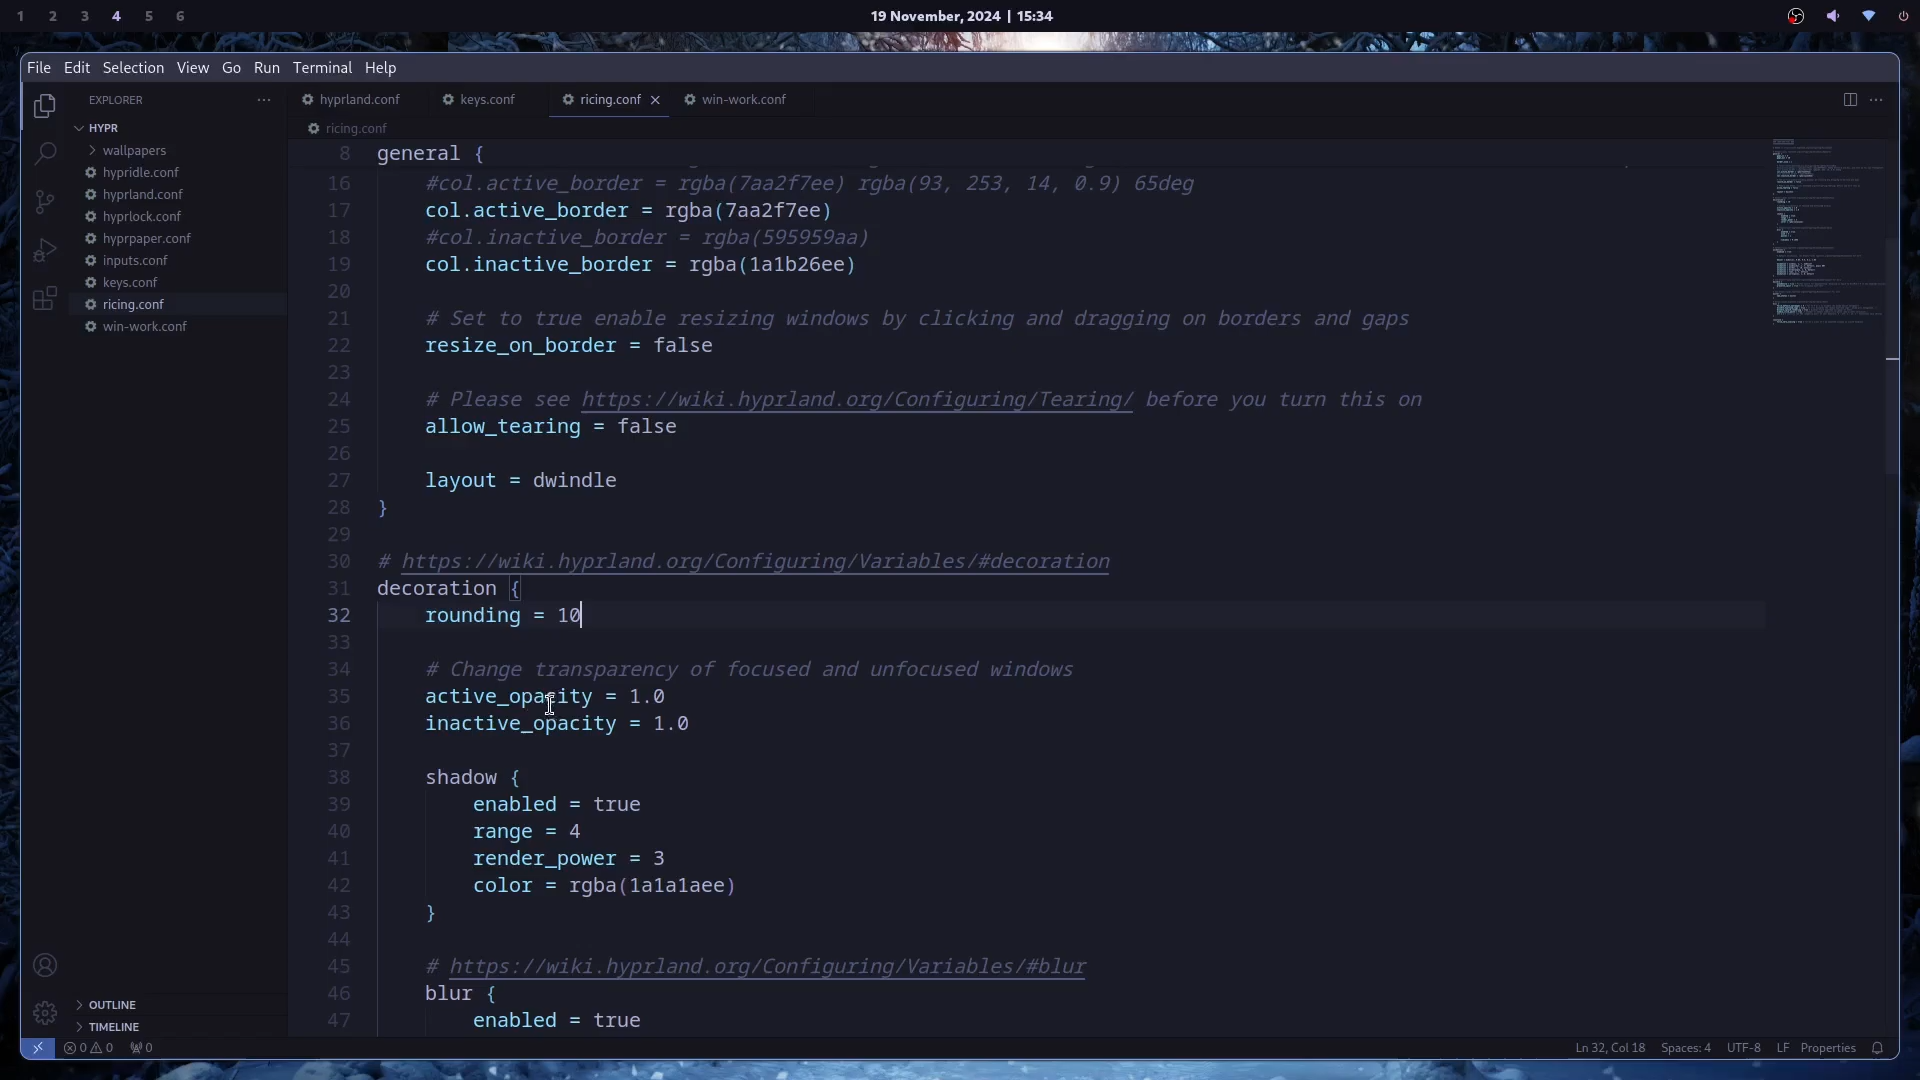 1 2 3 4 5 6
19 November, 2024 | 15:34
File Edit Selection View Go Run Terminal Help
EXPLORER
HYPR
wallpapers
hypridle.conf
hyprland.conf
hyprlock.conf
hyprpaper.conf
inputs.conf
keys.conf
ricing.conf
win-work.conf
OUTLINE
TIMELINE
hyprland.conf keys.conf ricing.conf win-work.conf
ricing.conf
8 general {
16 #col.active_border = rgba(7aa2f7ee) rgba(93, 253, 14, 0.9) 65deg
17 col.active_border = rgba(7aa2f7ee)
18 #col.inactive_border = rgba(595959aa)
19 col.inactive_border = rgba(1a1b26ee)
20
21 # Set to true enable resizing windows by clicking and dragging on borders and gaps
22 resize_on_border = false
23
24 # Please see https://wiki.hyprland.org/Configuring/Tearing/ before you turn this on
25 allow_tearing = false
26
27 layout = dwindle
28 }
29
30 # https://wiki.hyprland.org/Configuring/Variables/#decoration
31 decoration {
32 rounding = 10
33
34 # Change transparency of focused and unfocused windows
35 active_opacity = 1.0
36 inactive_opacity = 1.0
37
38 shadow {
39 enabled = true
40 range = 4
41 render_power = 3
42 color = rgba(1a1a1aee)
43 }
44
45 # https://wiki.hyprland.org/Configuring/Variables/#blur
46 blur {
47 enabled = true
0 0 0
Ln 32, Col 18 Spaces: 4 UTF-8 LF Properties